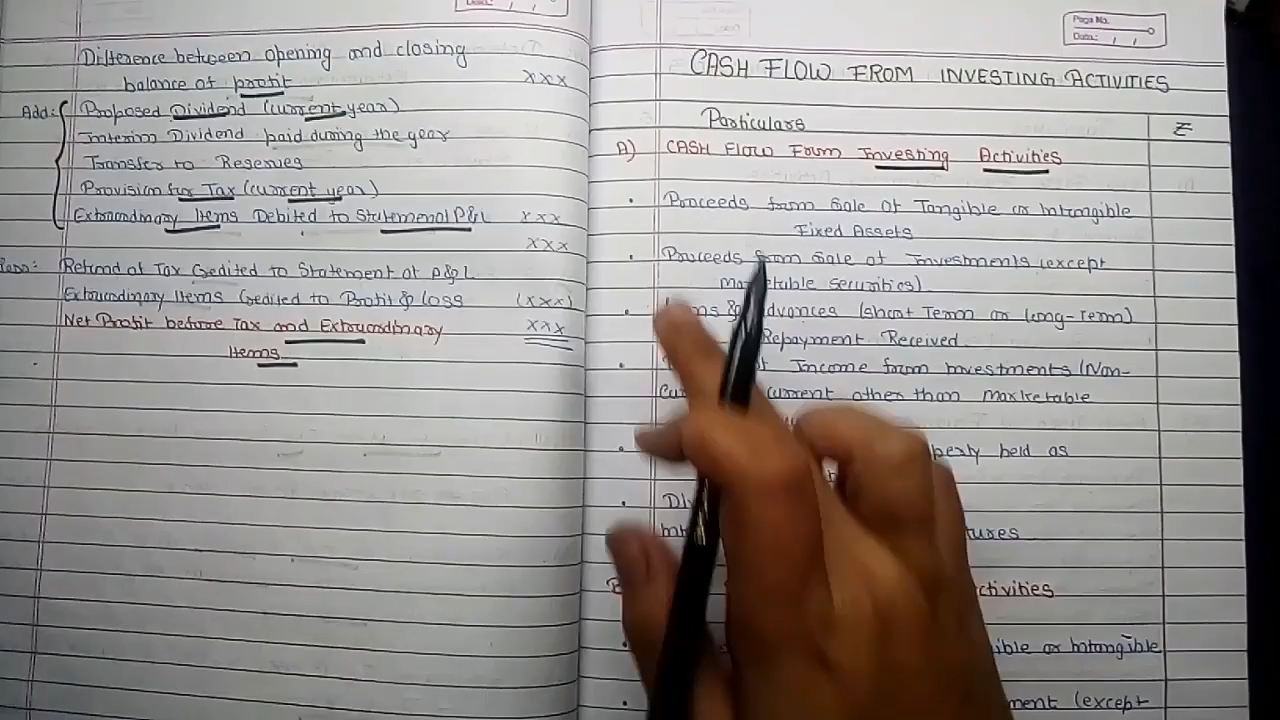 Difference between opening and closing
balance of profit xxx
Add: Proposed Dividend (current year)
Interim Dividend paid during the year
Transfer to Reserves
Provision for Tax (current year)
Extraordinary Items Debited to Statement of P&L xxx
xxx
Refund of Tax Credited to Statement of P&L
Extraordinary Items Credited to Profit & Loss (xxx)
Net Profit before Tax and Extraordinary xxx
Items
Page No.
Date: / /
CASH FLOW FROM INVESTING ACTIVITIES
Particulars ₹
A) CASH Flow From Investing Activities
• Proceeds from Sale of Tangible or Intangible
Fixed Assets
• Proceeds from Sale of Investments (except
securities)
• Advances (Short Term or Long-term)
Repayment Received
• Income from Investments (Non-
other than Marketable
• held as
•
B
•
or Intangible
• (except